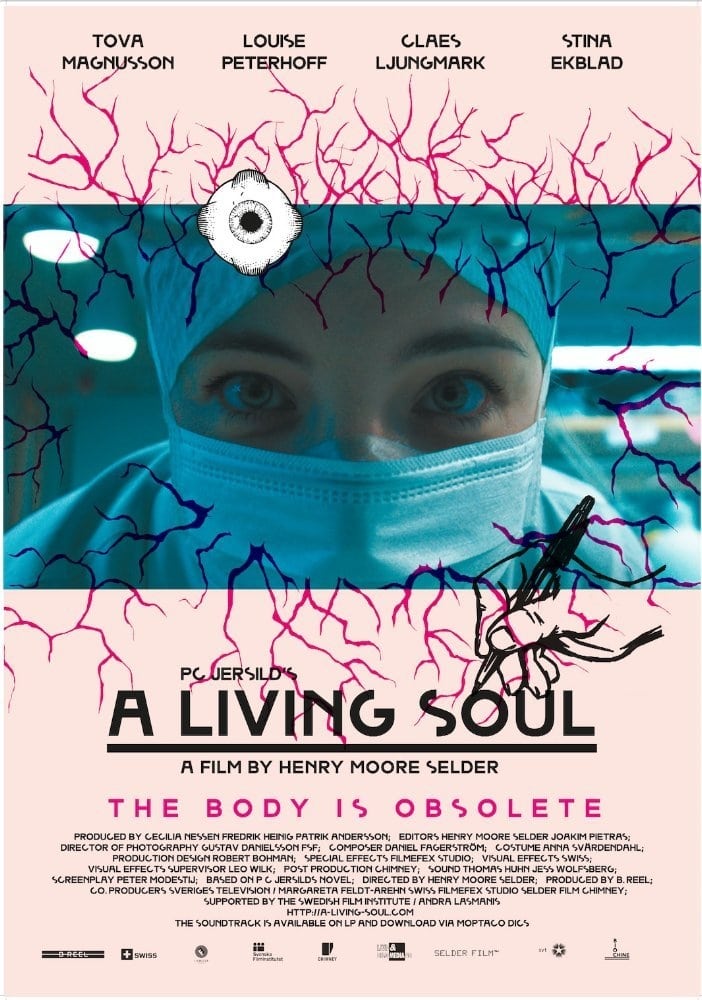 TOVA MAGNUSSON
LOUISE PETERHOFF
CLAES LJUNGMARK
STINA EKBLAD
PC JERSILD'S
A LIVING SOUL
A FILM BY HENRY MOORE SELDER
THE BODY IS OBSOLETE
PRODUCED BY CECILIA NESSEN FREDRIK HEINIG PATRIK ANDERSSON; EDITORS HENRY MOORE SELDER JOAKIM PIETRAS;
DIRECTOR OF PHOTOGRAPHY GUSTAV DANIELSSON FSF; COMPOSER DANIEL FAGERSTRÖM; COSTUME ANNA SVÄRDENDAHL;
PRODUCTION DESIGN ROBERT BOHMAN; SPECIAL EFFECTS FILMEFEX STUDIO; VISUAL EFFECTS SWISS;
VISUAL EFFECTS SUPERVISOR LEO WILK; POST PRODUCTION CHIMNEY; SOUND THOMAS HUHN JESS WOLFSBERG;
SCREENPLAY PETER MODESTIJ; BASED ON P C JERSILDS NOVEL; DIRECTED BY HENRY MOORE SELDER; PRODUCED BY B.REEL;
CO. PRODUCERS SVERIGES TELEVISION / MARGARETA FELDT-AREHN SWISS FILMEFEX STUDIO SELDER FILM CHIMNEY;
SUPPORTED BY THE SWEDISH FILM INSTITUTE / ANDRA LASMANIS
HTTP://A-LIVING-SOUL.COM
THE SOUNDTRACK IS AVAILABLE ON LP AND DOWNLOAD VIA MOPTACO DICS
B-REEL
SWISS
Svenska
Filminstitutet
CHIMNEY
SELDER FILM™
svt
CHINE